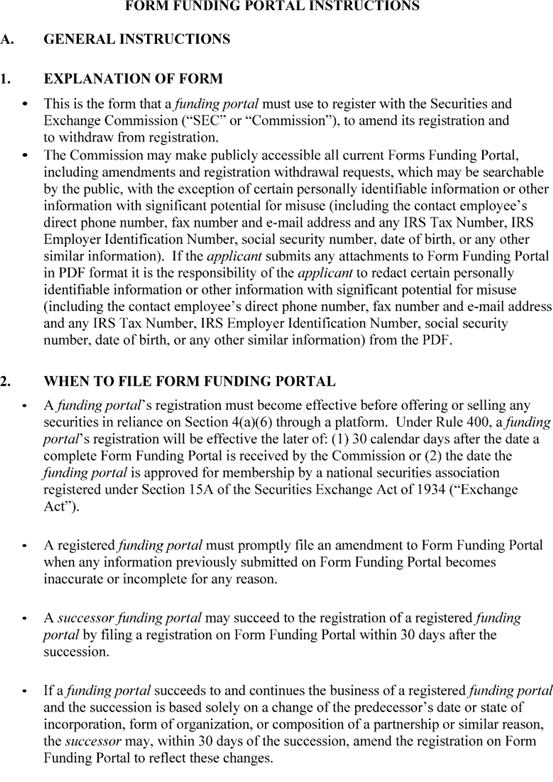 FORM FUNDING PORTAL INSTRUCTIONS
A. GENERAL INSTRUCTIONS
1. EXPLANATION OF FORM
• This is the form that a funding portal must use to register with the Securities and
Exchange Commission (“SEC” or “Commission”), to amend its registration and
to withdraw from registration.
• The Commission may make publicly accessible all current Forms Funding Portal,
including amendments and registration withdrawal requests, which may be searchable
by the public, with the exception of certain personally identifiable information or other
information with significant potential for misuse (including the contact employee’s
direct phone number, fax number and e-mail address and any IRS Tax Number, IRS
Employer Identification Number, social security number, date of birth, or any other
similar information). If the applicant submits any attachments to Form Funding Portal
in PDF format it is the responsibility of the applicant to redact certain personally
identifiable information or other information with significant potential for misuse
(including the contact employee’s direct phone number, fax number and e-mail address
and any IRS Tax Number, IRS Employer Identification Number, social security
number, date of birth, or any other similar information) from the PDF.
2. WHEN TO FILE FORM FUNDING PORTAL
• A funding portal’s registration must become effective before offering or selling any
securities in reliance on Section 4(a)(6) through a platform. Under Rule 400, a funding
portal’s registration will be effective the later of: (1) 30 calendar days after the date a
complete Form Funding Portal is received by the Commission or (2) the date the
funding portal is approved for membership by a national securities association
registered under Section 15A of the Securities Exchange Act of 1934 (“Exchange
Act”).
• A registered funding portal must promptly file an amendment to Form Funding Portal
when any information previously submitted on Form Funding Portal becomes
inaccurate or incomplete for any reason.
• A successor funding portal may succeed to the registration of a registered funding
portal by filing a registration on Form Funding Portal within 30 days after the
succession.
• If a funding portal succeeds to and continues the business of a registered funding portal
and the succession is based solely on a change of the predecessor’s date or state of
incorporation, form of organization, or composition of a partnership or similar reason,
the successor may, within 30 days of the succession, amend the registration on Form
Funding Portal to reflect these changes.